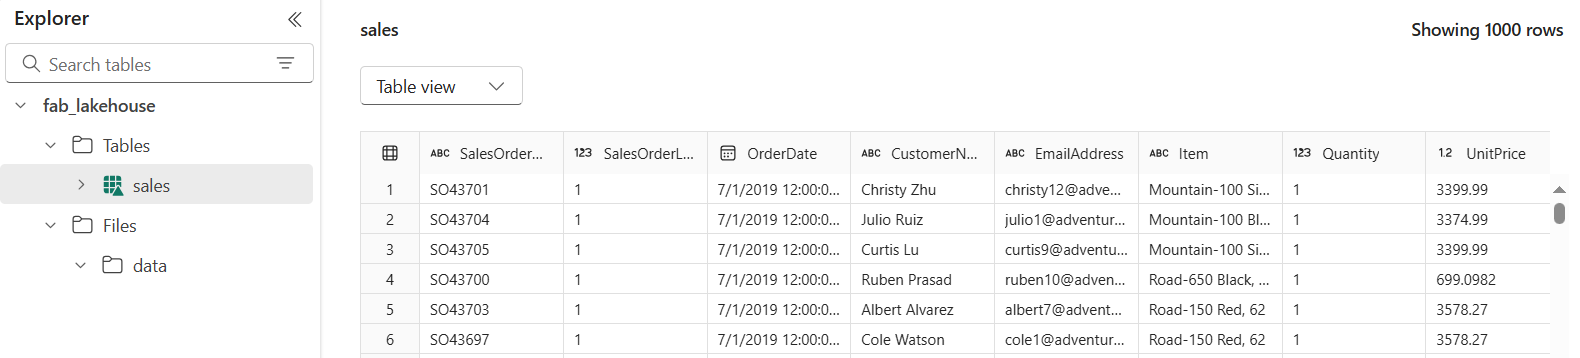 Explorer
Search tables
fab_lakehouse
Tables
sales
Files
data
sales
Showing 1000 rows
Table view
ABC SalesOrder... 123 SalesOrderL... OrderDate ABC CustomerN... ABC EmailAddress ABC Item 123 Quantity 1.2 UnitPrice
1 SO43701 1 7/1/2019 12:00:0... Christy Zhu christy12@adve... Mountain-100 Si... 1 3399.99
2 SO43704 1 7/1/2019 12:00:0... Julio Ruiz julio1@adventur... Mountain-100 Bl... 1 3374.99
3 SO43705 1 7/1/2019 12:00:0... Curtis Lu curtis9@adventu... Mountain-100 Si... 1 3399.99
4 SO43700 1 7/1/2019 12:00:0... Ruben Prasad ruben10@adven... Road-650 Black, ... 1 699.0982
5 SO43703 1 7/1/2019 12:00:0... Albert Alvarez albert7@advent... Road-150 Red, 62 1 3578.27
6 SO43697 1 7/1/2019 12:00:0... Cole Watson cole1@adventur... Road-150 Red, 62 1 3578.27